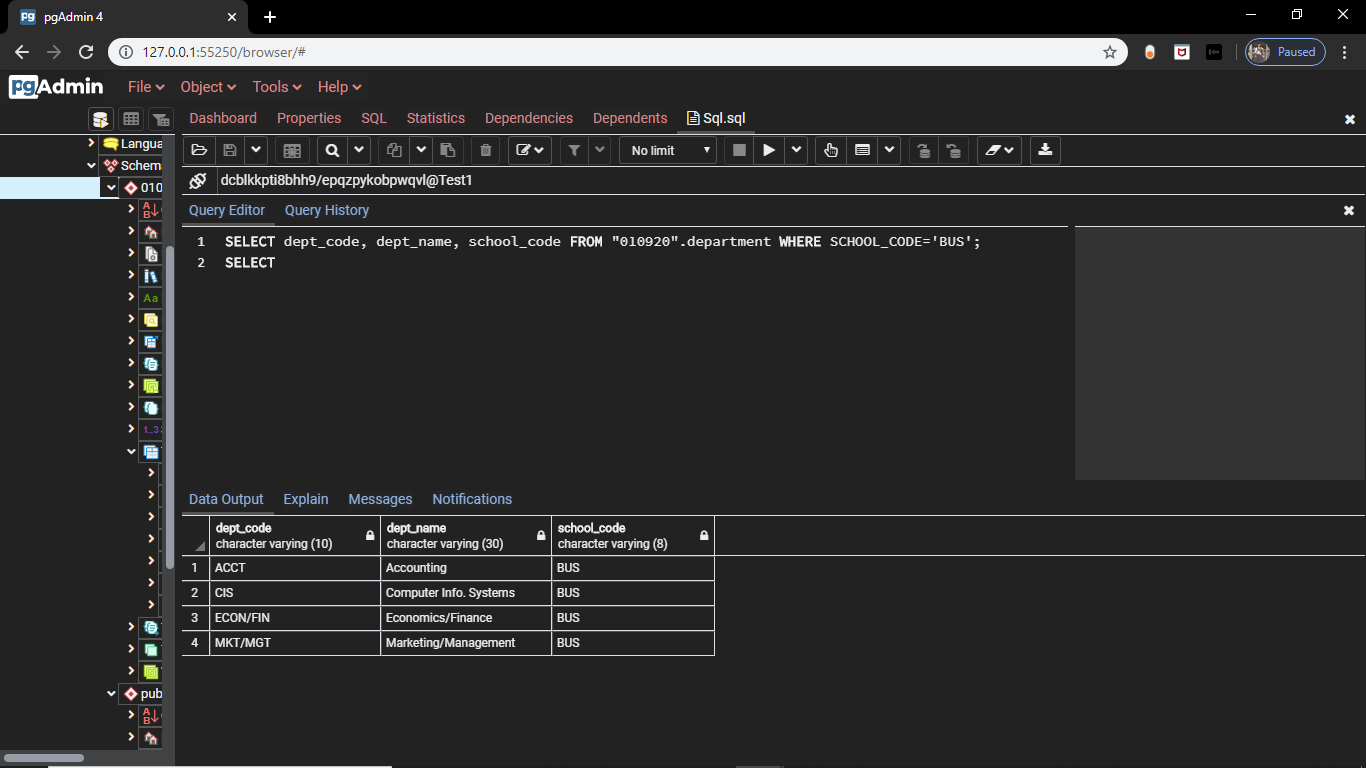 pgAdmin 4
127.0.0.1:55250/browser/#
Paused
pgAdmin File Object Tools Help
Dashboard Properties SQL Statistics Dependencies Dependents Sql.sql
Langua
Schem
No limit
010
dcblkkpti8bhh9/epqzpykobpwqvl@Test1
Query Editor Query History
1 SELECT dept_code, dept_name, school_code FROM "010920".department WHERE SCHOOL_CODE='BUS';
2 SELECT
Aa
1..3
Data Output Explain Messages Notifications
dept_code dept_name school_code
character varying (10) character varying (30) character varying (8)
1 ACCT Accounting BUS
2 CIS Computer Info. Systems BUS
3 ECON/FIN Economics/Finance BUS
4 MKT/MGT Marketing/Management BUS
pub